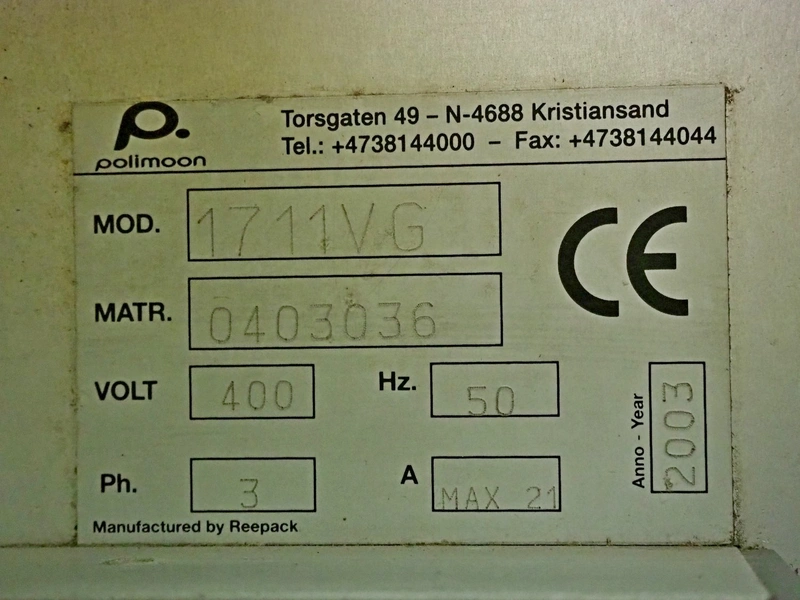 p.
polimoon
Torsgaten 49 – N-4688 Kristiansand
Tel.: +4738144000 – Fax: +4738144044
MOD. 1711VG
CE
MATR. 0403036
VOLT 400 Hz. 50
Anno - Year 2003
Ph. 3 A MAX 21
Manufactured by Reepack